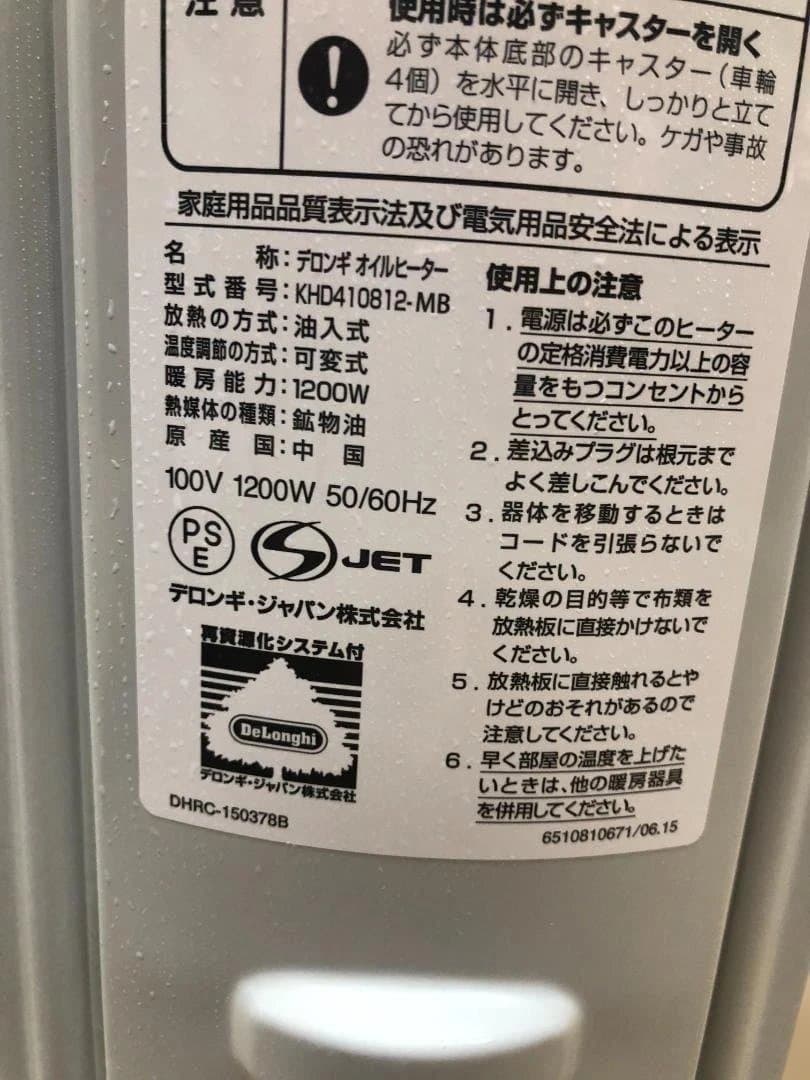 注意
使用時は必ずキャスターを開く
必ず本体底部のキャスター(車輪
4個)を水平に開き、しっかりと立て
てから使用してください。ケガや事故
の恐れがあります。
家庭用品品質表示法及び電気用品安全法による表示
名称:デロンギ オイルヒーター
型式番号:KHD410812-MB
放熱の方式:油入式
温度調節の方式:可変式
暖房能力:1200W
熱媒体の種類:鉱物油
原産国:中国
100V 1200W 50/60Hz
PS
E
JET
デロンギ・ジャパン株式会社
再資源化システム付
DeLonghi
デロンギ・ジャパン株式会社
DHRC-150378B
使用上の注意
1.電源は必ずこのヒーター
の定格消費電力以上の容
量をもつコンセントから
とってください。
2.差込みプラグは根元まで
よく差しこんでください。
3.器体を移動するときは
コードを引張らないで
ください。
4.乾燥の目的等で布類を
放熱板に直接かけないで
ください。
5.放熱板に直接触れるとや
けどのおそれがあるので
注意してください。
6.早く部屋の温度を上げた
いときは、他の暖房器具
を併用してください。
6510810671/06.15